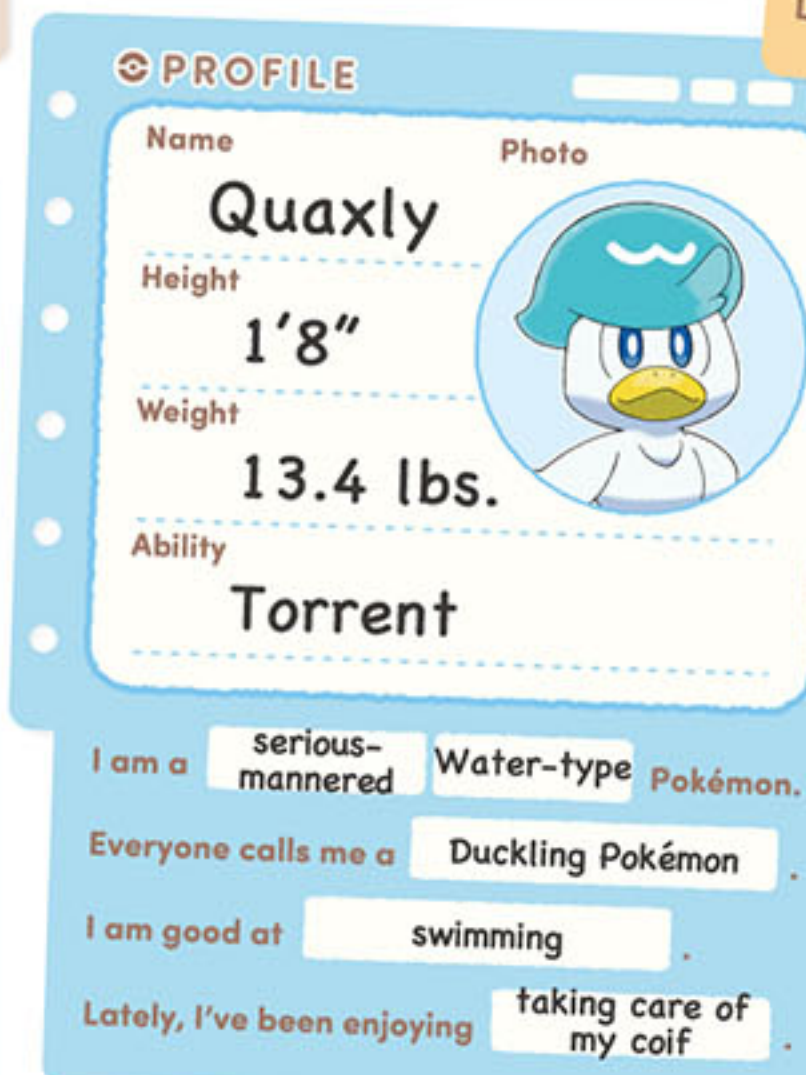 PROFILE
Name
Photo
Quaxly
Height
1'8"
Weight
13.4 lbs.
Ability
Torrent
I am a serious-mannered Water-type Pokémon.
Everyone calls me a Duckling Pokémon.
I am good at swimming.
Lately, I've been enjoying taking care of my coif.